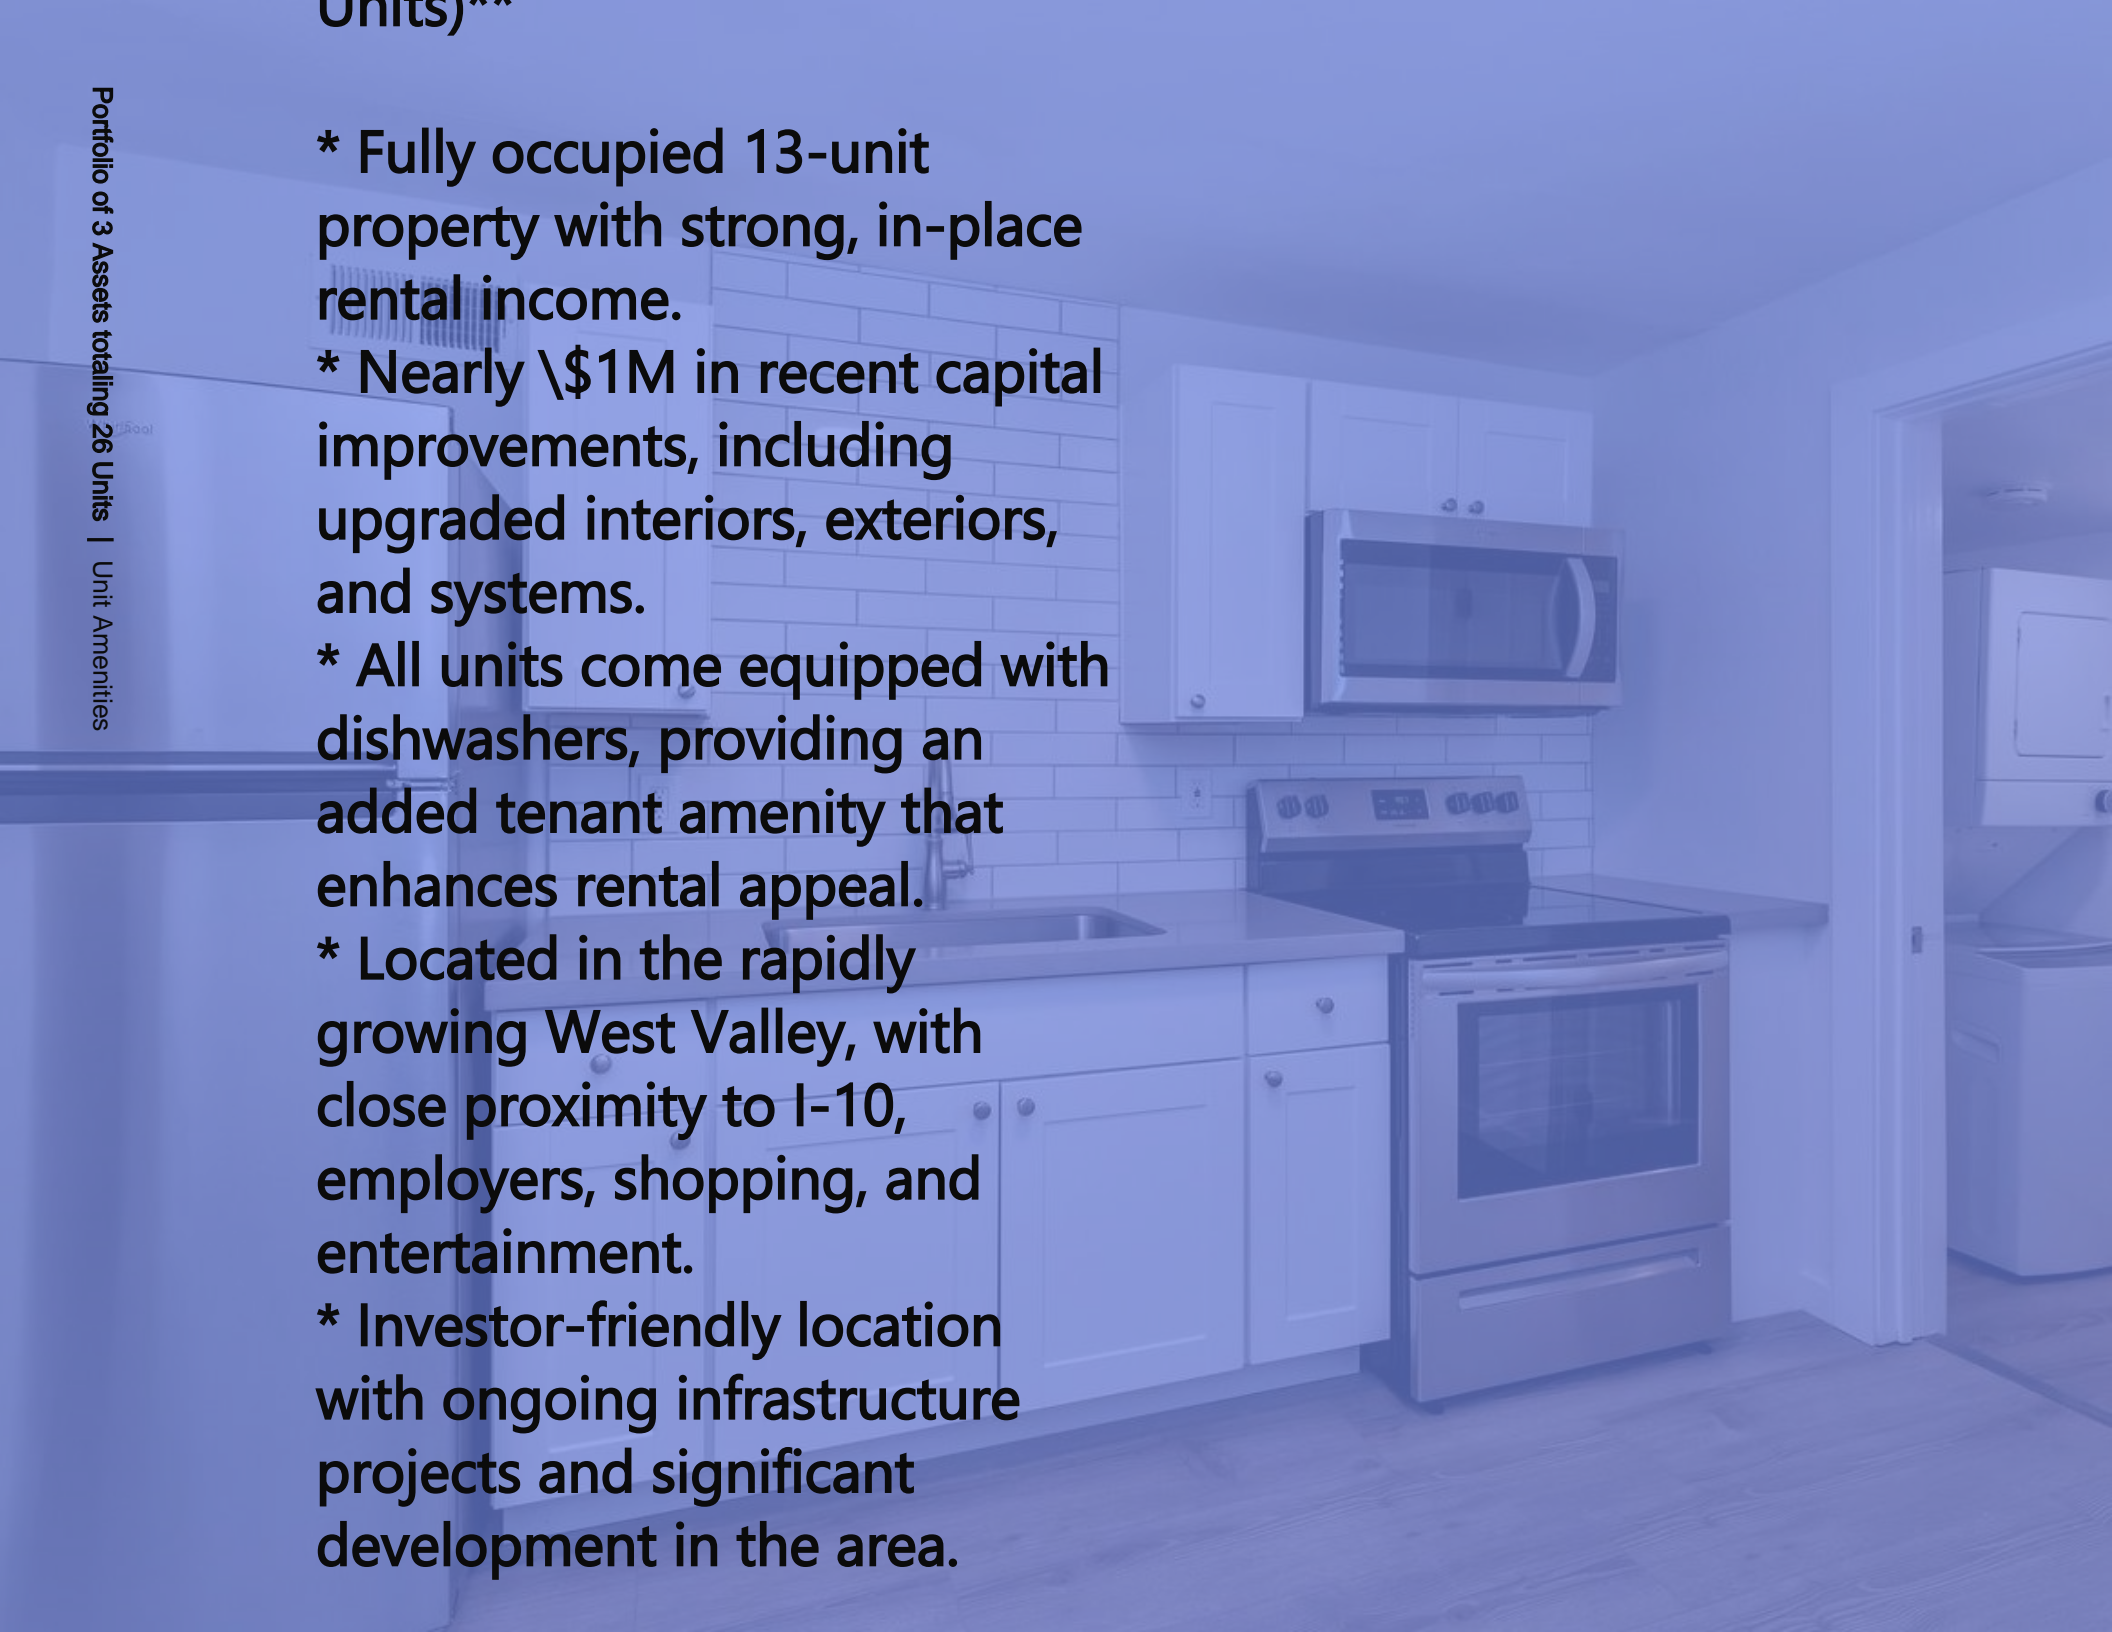 Units)**
Portfolio of 3 Assets totaling 26 Units | Unit Amenities
* Fully occupied 13-unit
property with strong, in-place
rental income.
* Nearly \$1M in recent capital
improvements, including
upgraded interiors, exteriors,
and systems.
* All units come equipped with
dishwashers, providing an
added tenant amenity that
enhances rental appeal.
* Located in the rapidly
growing West Valley, with
close proximity to I-10,
employers, shopping, and
entertainment.
* Investor-friendly location
with ongoing infrastructure
projects and significant
development in the area.